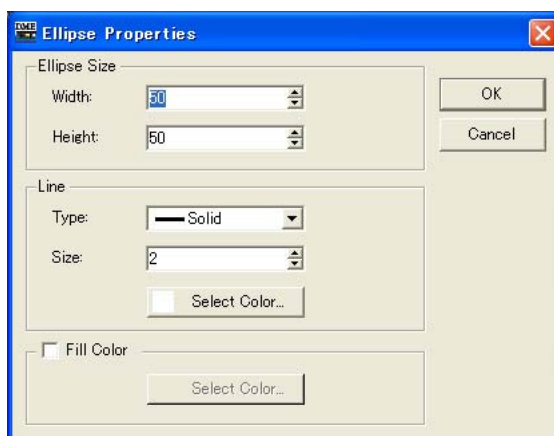 DME Ellipse Properties
Ellipse Size
Width: 50
Height: 50
OK
Cancel
Line
Type: Solid
Size: 2
Select Color...
Fill Color
Select Color...